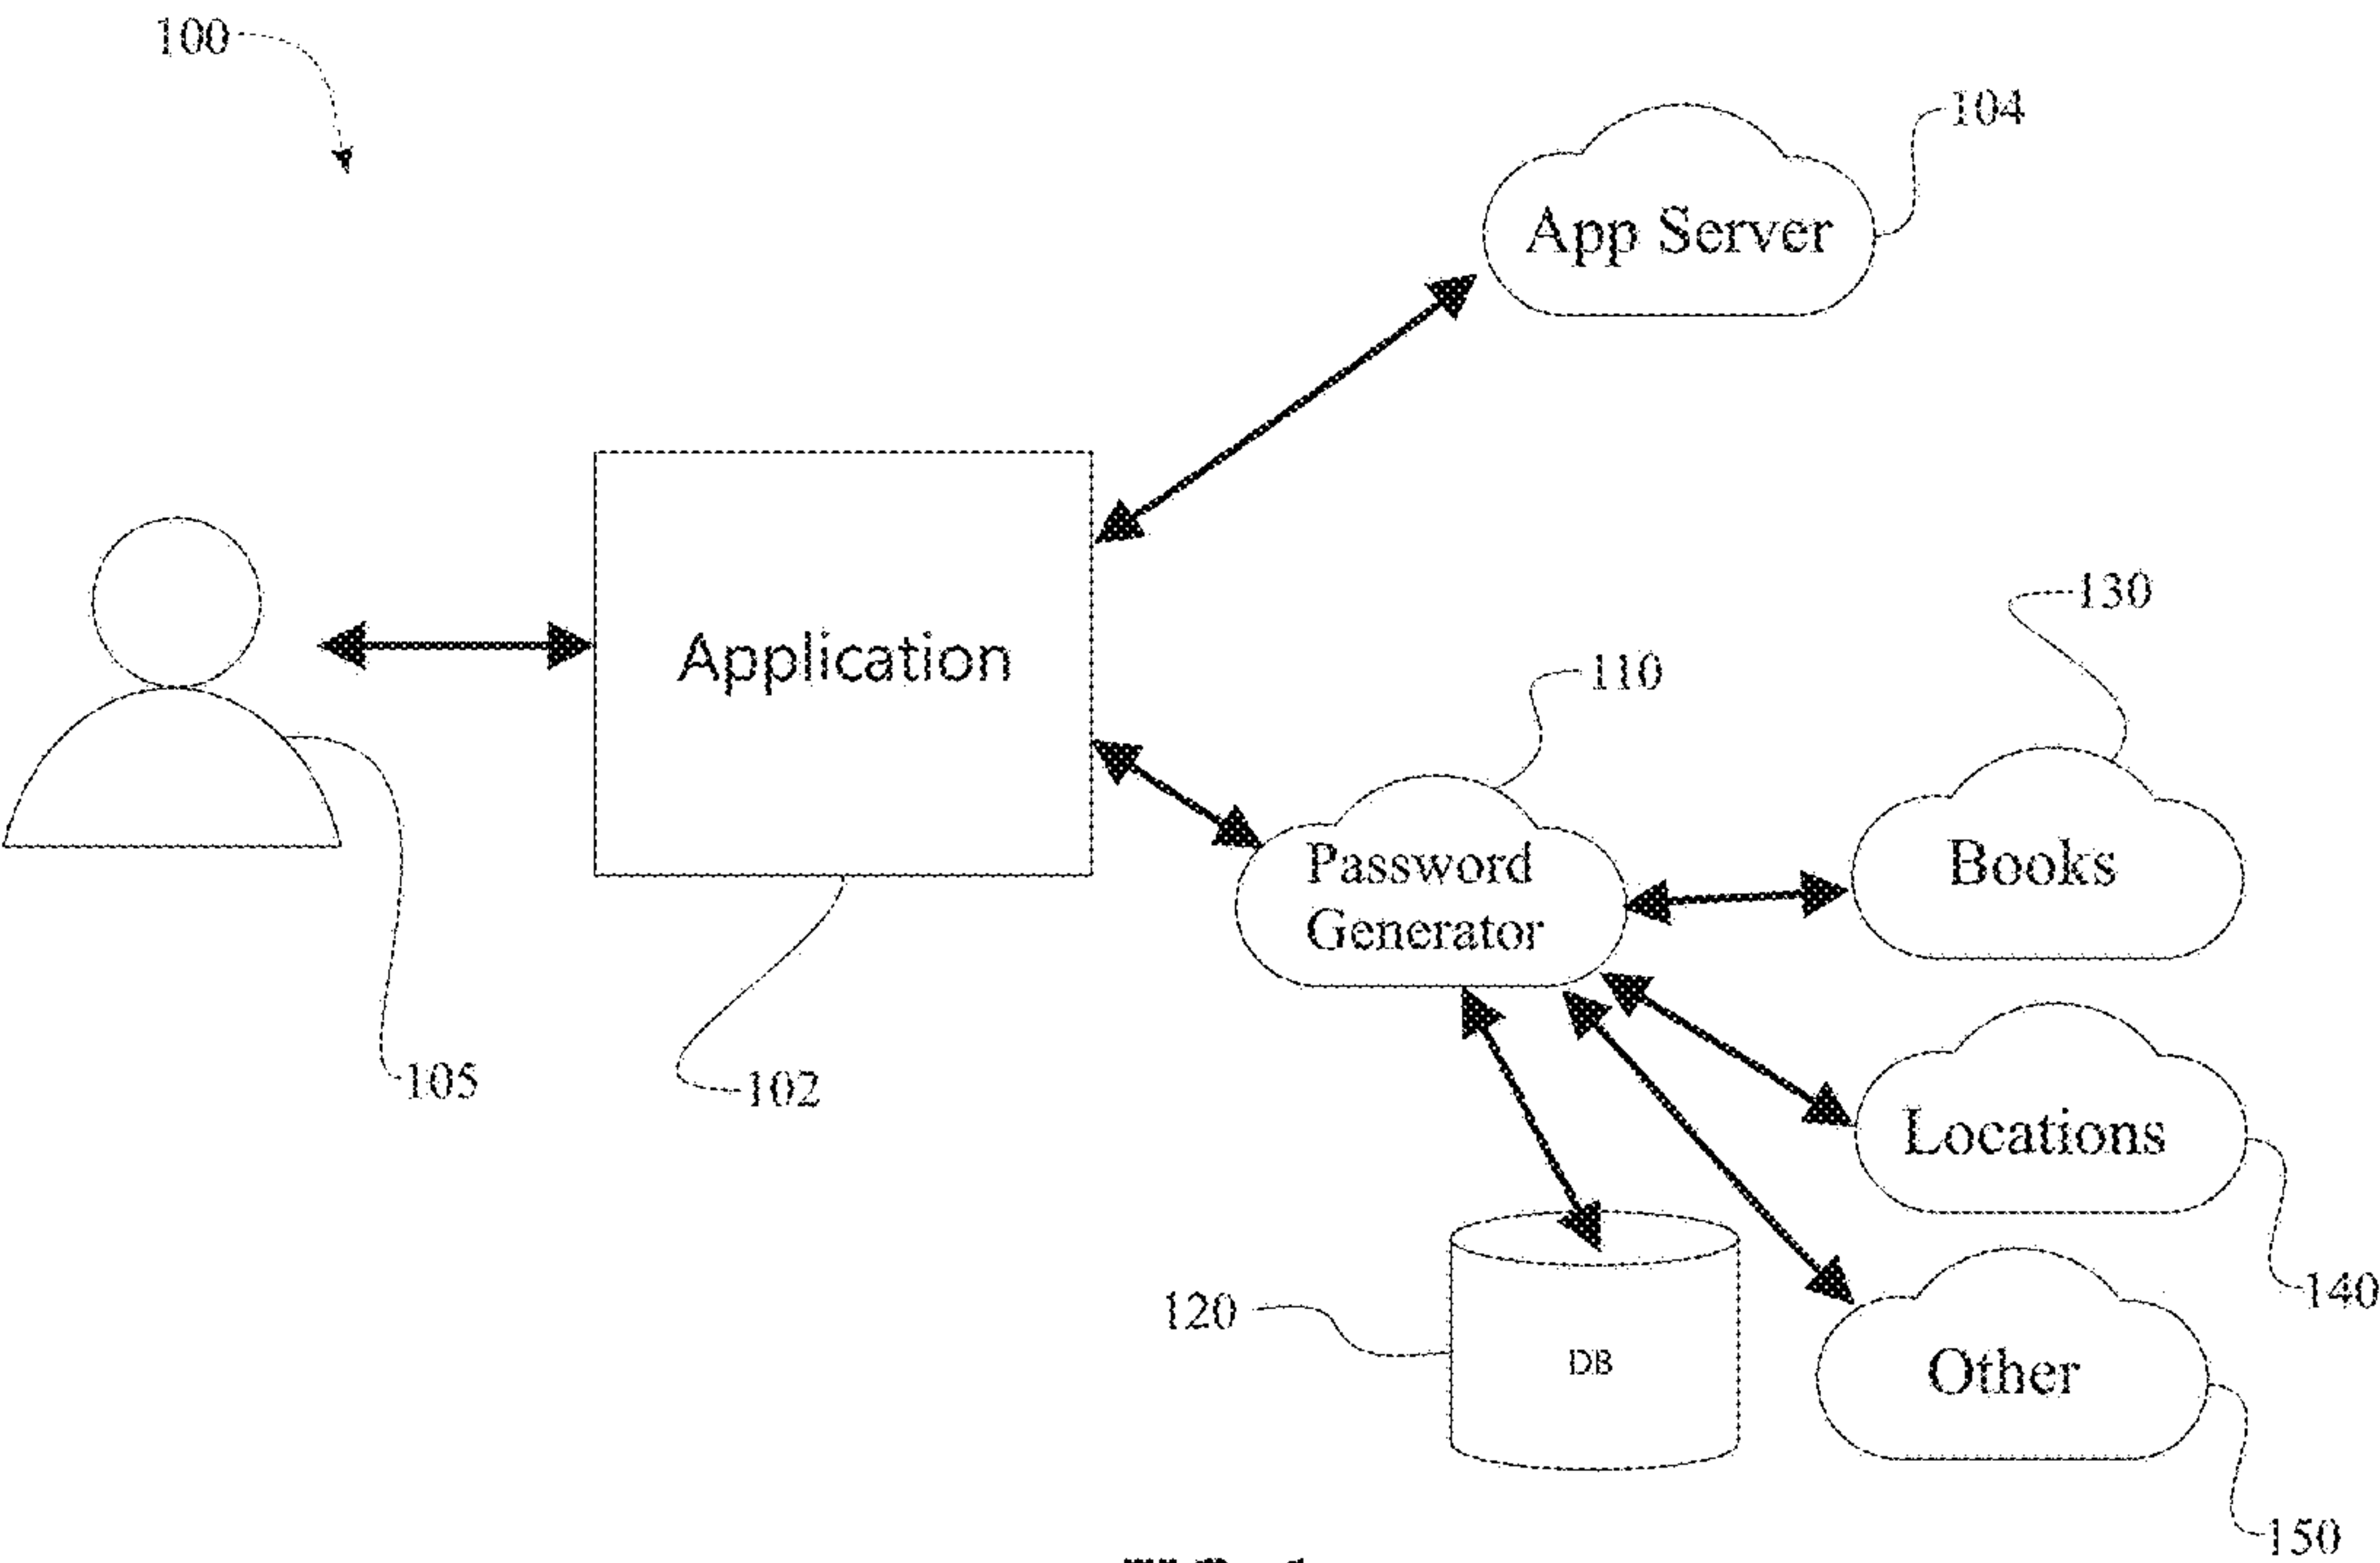 100
104
App Server
130
110
Application
Password
Generator
Books
105
102
Locations
120
140
DB
Other
150